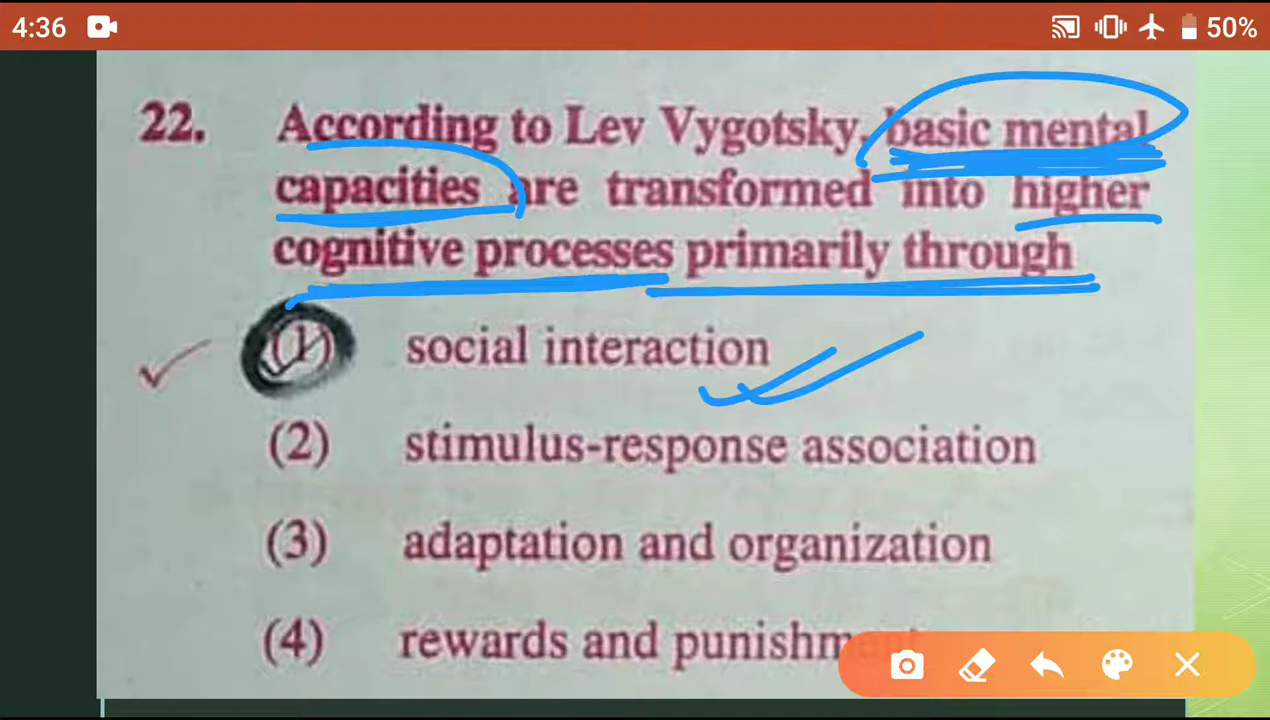 4:36 50%
22. According to Lev Vygotsky, basic mental
capacities are transformed into higher
cognitive processes primarily through
(1) social interaction
(2) stimulus-response association
(3) adaptation and organization
(4) rewards and